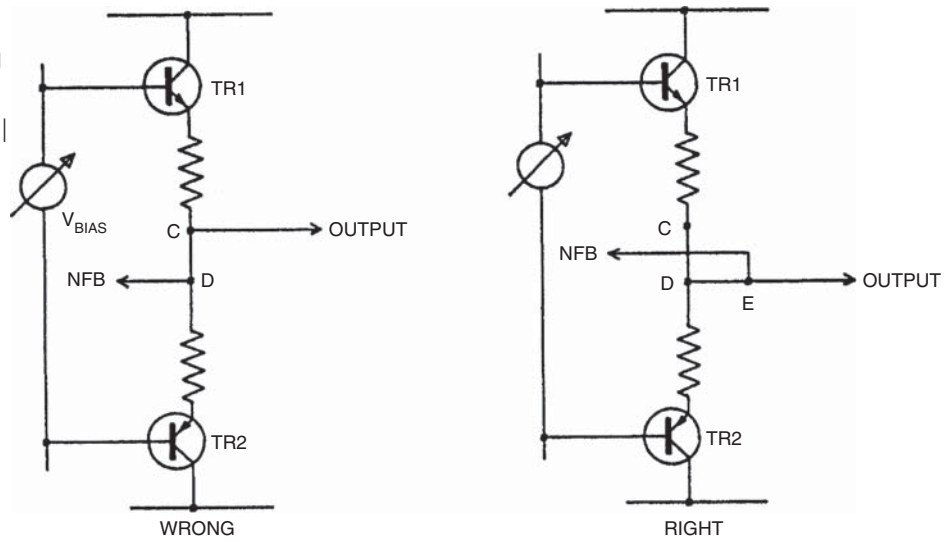 TR1
V_BIAS
C
OUTPUT
NFB
D
TR2
WRONG
TR1
C
NFB
D
E
OUTPUT
TR2
RIGHT